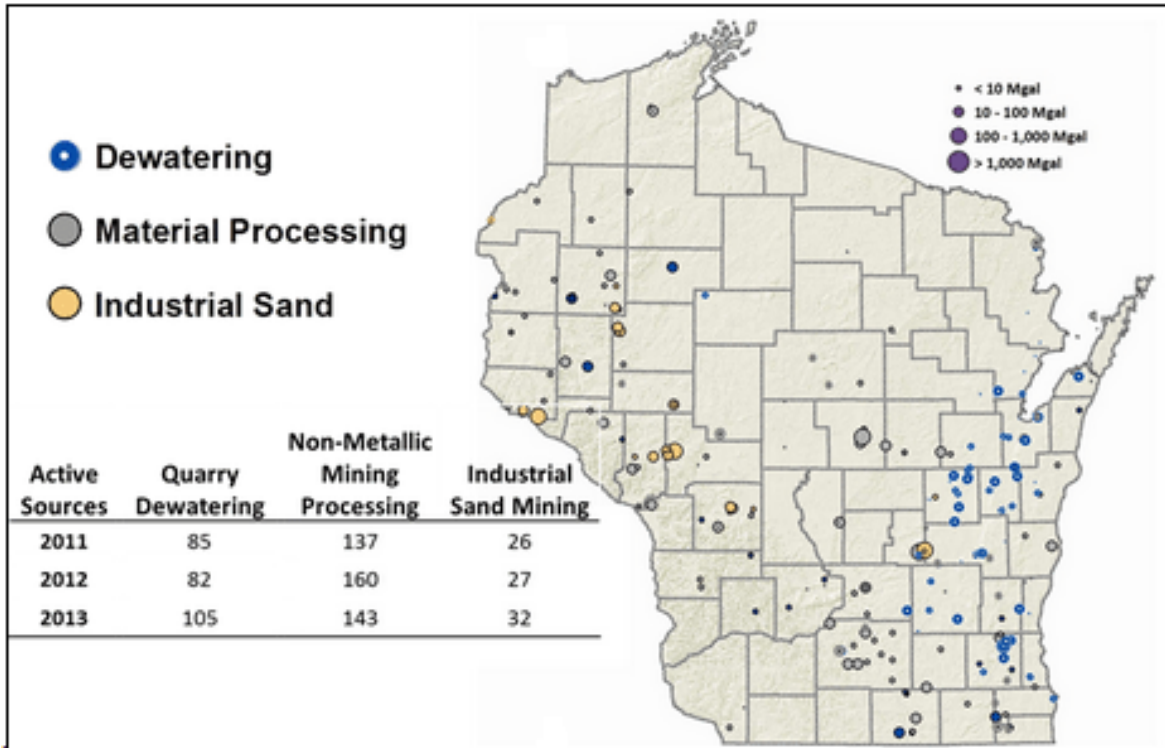 Dewatering
Material Processing
Industrial Sand
< 10 Mgal
10 - 100 Mgal
100 - 1,000 Mgal
> 1,000 Mgal
Non-Metallic
Active Quarry Mining Industrial
Sources Dewatering Processing Sand Mining
2011 85 137 26
2012 82 160 27
2013 105 143 32